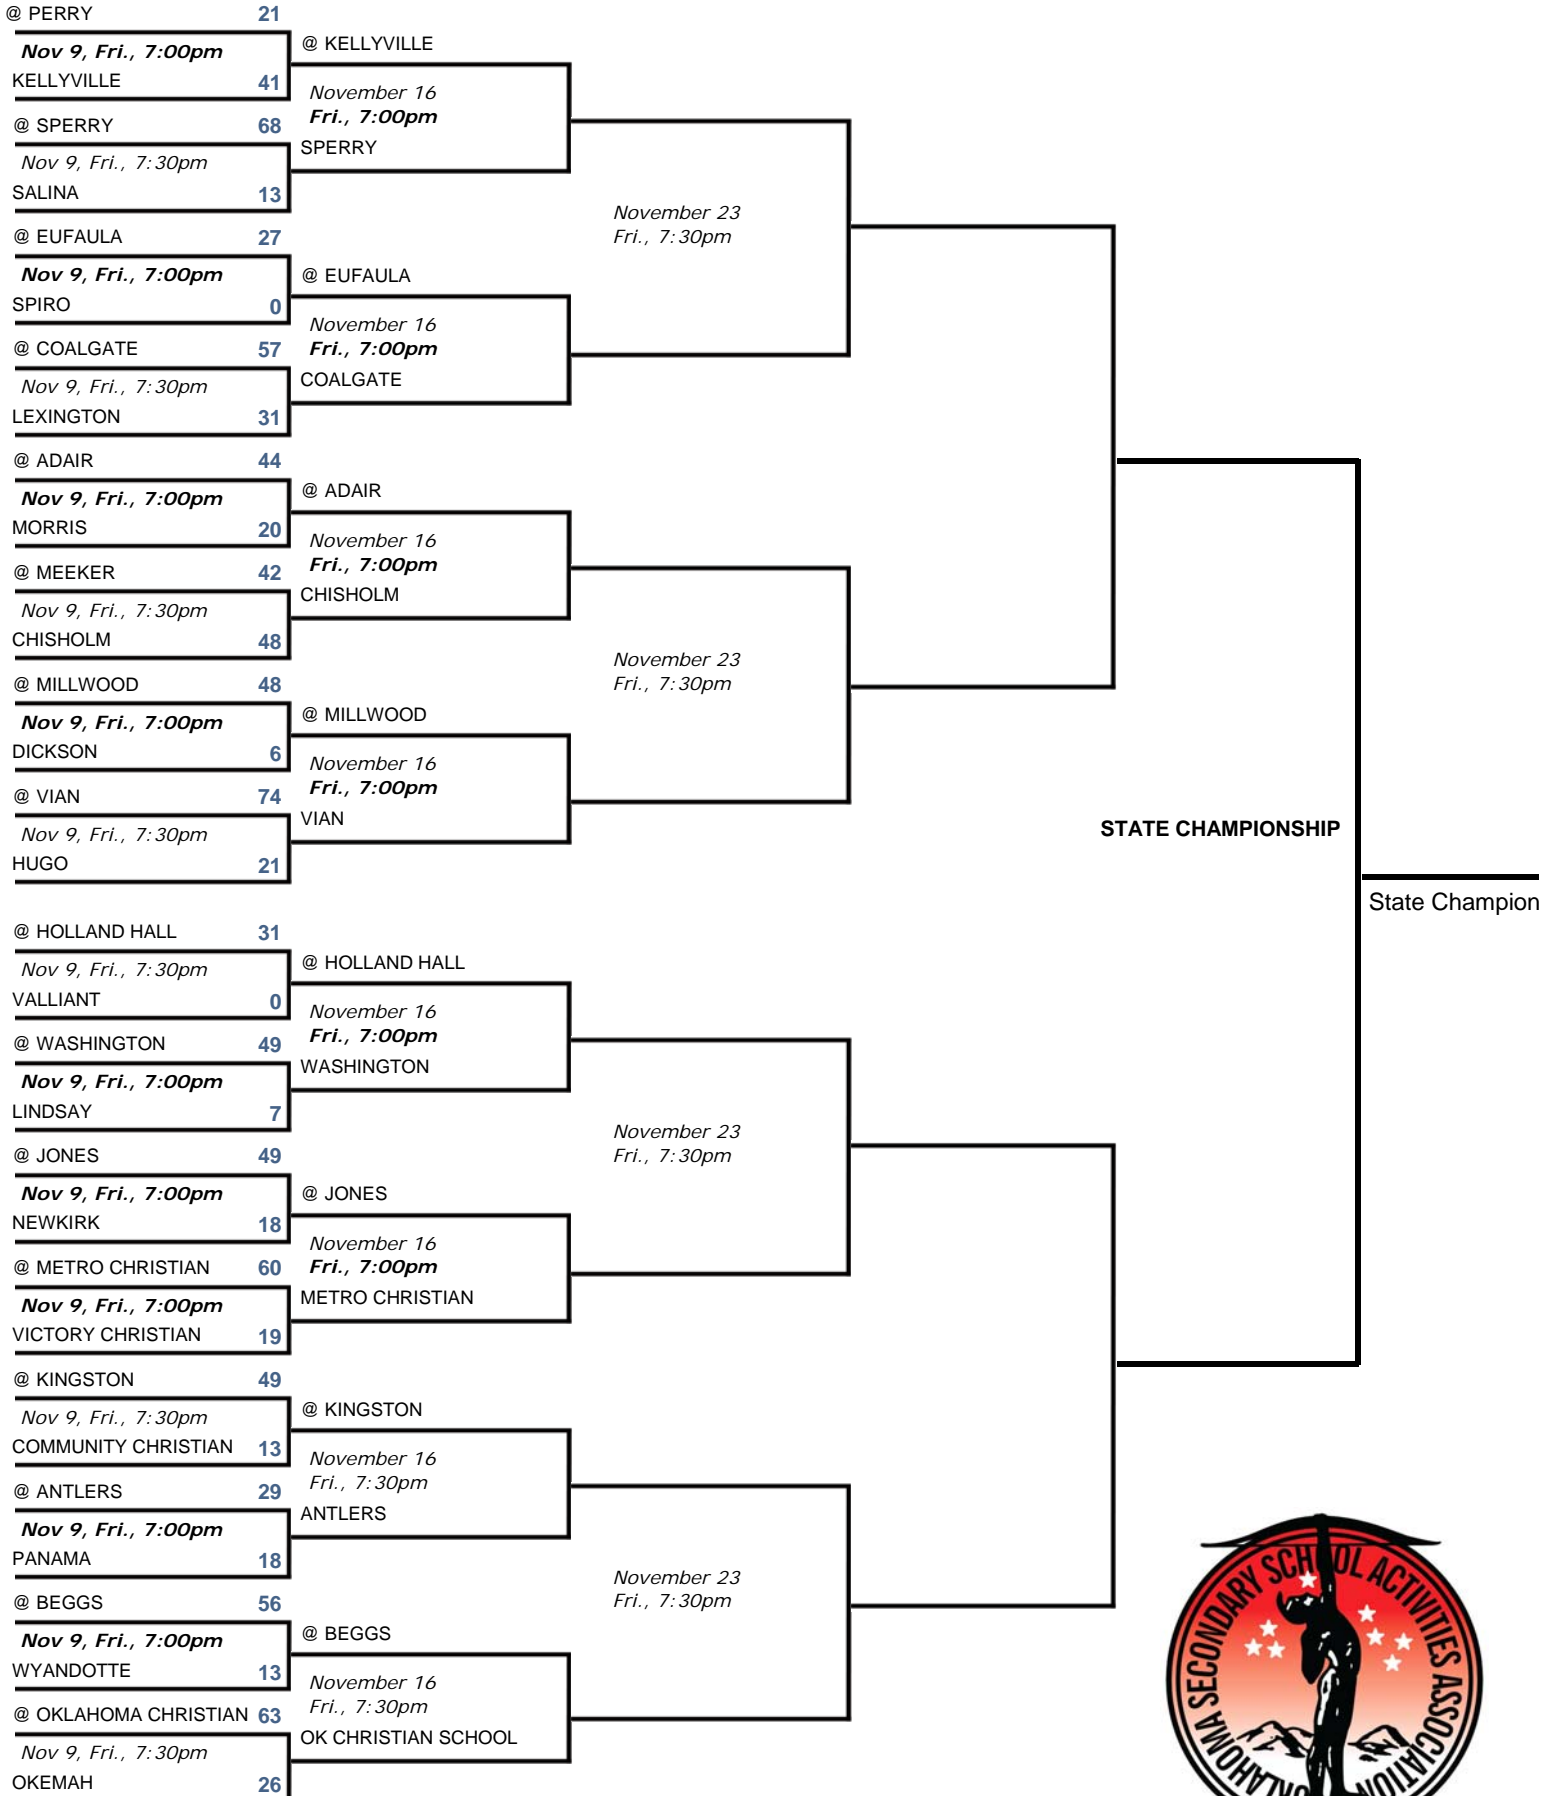 @ PERRY 21
Nov 9, Fri., 7:00pm
KELLYVILLE 41
@ SPERRY 68
Nov 9, Fri., 7:30pm
SALINA 13
@ EUFAULA 27
Nov 9, Fri., 7:00pm
SPIRO 0
@ COALGATE 57
Nov 9, Fri., 7:30pm
LEXINGTON 31
@ ADAIR 44
Nov 9, Fri., 7:00pm
MORRIS 20
@ MEEKER 42
Nov 9, Fri., 7:30pm
CHISHOLM 48
@ MILLWOOD 48
Nov 9, Fri., 7:00pm
DICKSON 6
@ VIAN 74
Nov 9, Fri., 7:30pm
HUGO 21
@ HOLLAND HALL 31
Nov 9, Fri., 7:30pm
VALLIANT 0
@ WASHINGTON 49
Nov 9, Fri., 7:00pm
LINDSAY 7
@ JONES 49
Nov 9, Fri., 7:00pm
NEWKIRK 18
@ METRO CHRISTIAN 60
Nov 9, Fri., 7:00pm
VICTORY CHRISTIAN 19
@ KINGSTON 49
Nov 9, Fri., 7:30pm
COMMUNITY CHRISTIAN 13
@ ANTLERS 29
Nov 9, Fri., 7:00pm
PANAMA 18
@ BEGGS 56
Nov 9, Fri., 7:00pm
WYANDOTTE 13
@ OKLAHOMA CHRISTIAN 63
Nov 9, Fri., 7:30pm
OKEMAH 26
@ KELLYVILLE
November 16
Fri., 7:00pm
SPERRY
@ EUFAULA
November 16
Fri., 7:00pm
COALGATE
@ ADAIR
November 16
Fri., 7:00pm
CHISHOLM
@ MILLWOOD
November 16
Fri., 7:00pm
VIAN
@ HOLLAND HALL
November 16
Fri., 7:00pm
WASHINGTON
@ JONES
November 16
Fri., 7:00pm
METRO CHRISTIAN
@ KINGSTON
November 16
Fri., 7:30pm
ANTLERS
@ BEGGS
November 16
Fri., 7:30pm
OK CHRISTIAN SCHOOL
November 23
Fri., 7:30pm
November 23
Fri., 7:30pm
November 23
Fri., 7:30pm
November 23
Fri., 7:30pm
STATE CHAMPIONSHIP
State Champion
OKLAHOMA SECONDARY SCHOOL ACTIVITIES ASSOCIATION